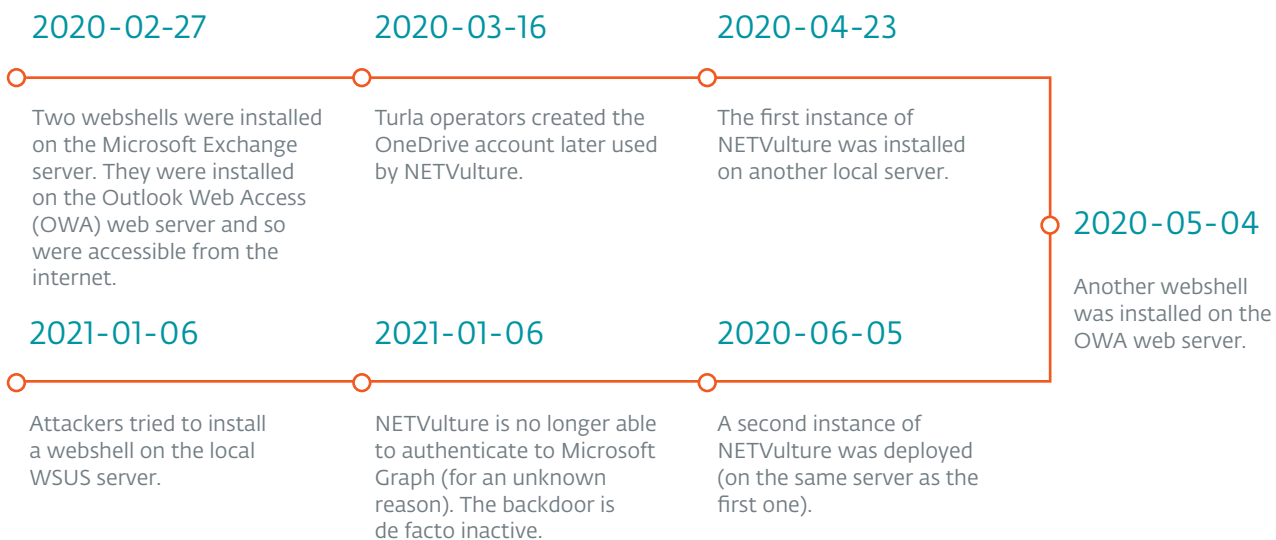 2020-02-27
Two webshells were installed
on the Microsoft Exchange
server. They were installed
on the Outlook Web Access
(OWA) web server and so
were accessible from the
internet.
2020-03-16
Turla operators created the
OneDrive account later used
by NETVulture.
2020-04-23
The first instance of
NETVulture was installed
on another local server.
2020-05-04
Another webshell
was installed on the
OWA web server.
2020-06-05
A second instance of
NETVulture was deployed
(on the same server as the
first one).
2021-01-06
NETVulture is no longer able
to authenticate to Microsoft
Graph (for an unknown
reason). The backdoor is
de facto inactive.
2021-01-06
Attackers tried to install
a webshell on the local
WSUS server.